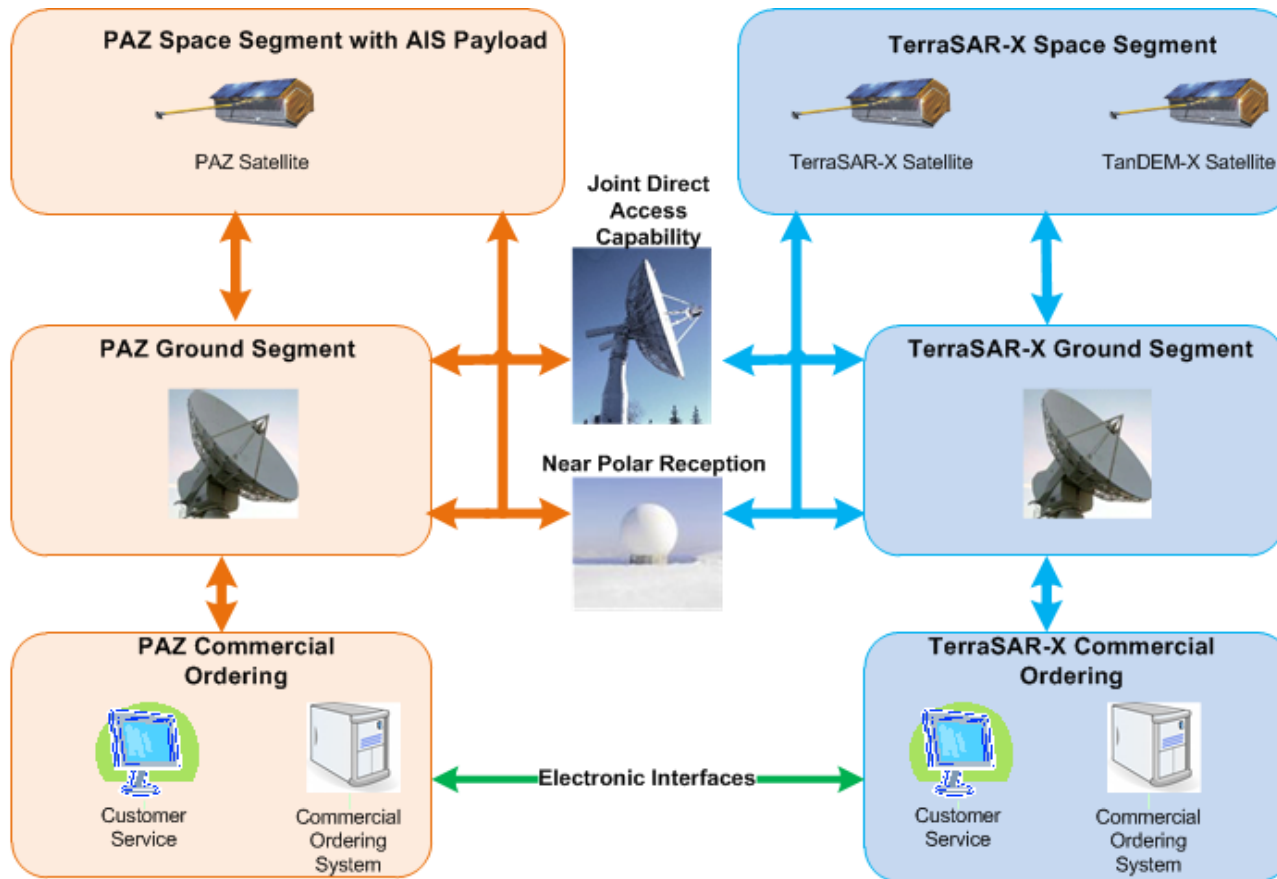 PAZ Space Segment with AIS Payload
PAZ Satellite
TerraSAR-X Space Segment
TerraSAR-X Satellite
TanDEM-X Satellite
Joint Direct
Access
Capability
PAZ Ground Segment
TerraSAR-X Ground Segment
Near Polar Reception
PAZ Commercial
Ordering
Customer
Service
Commercial
Ordering
System
Electronic Interfaces
TerraSAR-X Commercial
Ordering
Customer
Service
Commercial
Ordering
System